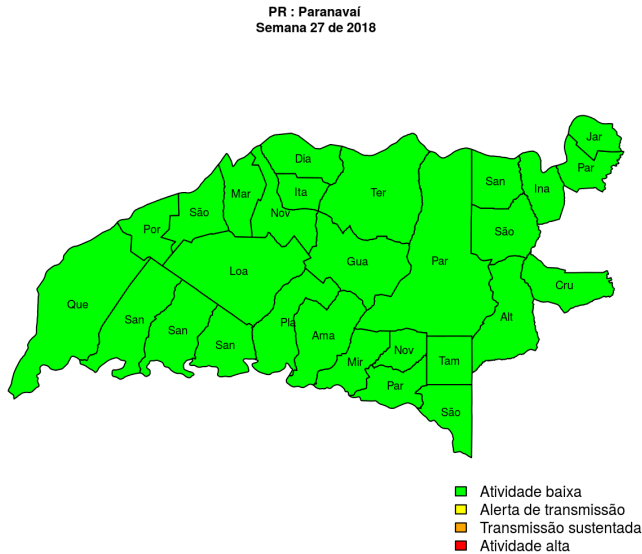 PR : Paranavaí
Semana 27 de 2018
Jar
Dia
Par
Mar
Ita
Ter
San
Ina
São
Nov
Por
São
Loa
Gua
Par
Cru
Que
San
San
San
Pla
Ama
Alt
Mir
Nov
Tam
Par
São
Atividade baixa
Alerta de transmissão
Transmissão sustentada
Atividade alta